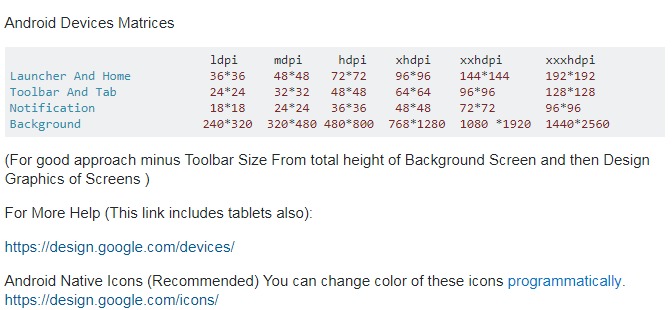 Android Devices Matrices
ldpi mdpi hdpi xhdpi xxhdpi xxxhdpi
Launcher And Home 36*36 48*48 72*72 96*96 144*144 192*192
Toolbar And Tab 24*24 32*32 48*48 64*64 96*96 128*128
Notification 18*18 24*24 36*36 48*48 72*72 96*96
Background 240*320 320*480 480*800 768*1280 1080 *1920 1440*2560
(For good approach minus Toolbar Size From total height of Background Screen and then Design
Graphics of Screens )
For More Help (This link includes tablets also):
https://design.google.com/devices/
Android Native Icons (Recommended) You can change color of these icons programmatically.
https://design.google.com/icons/